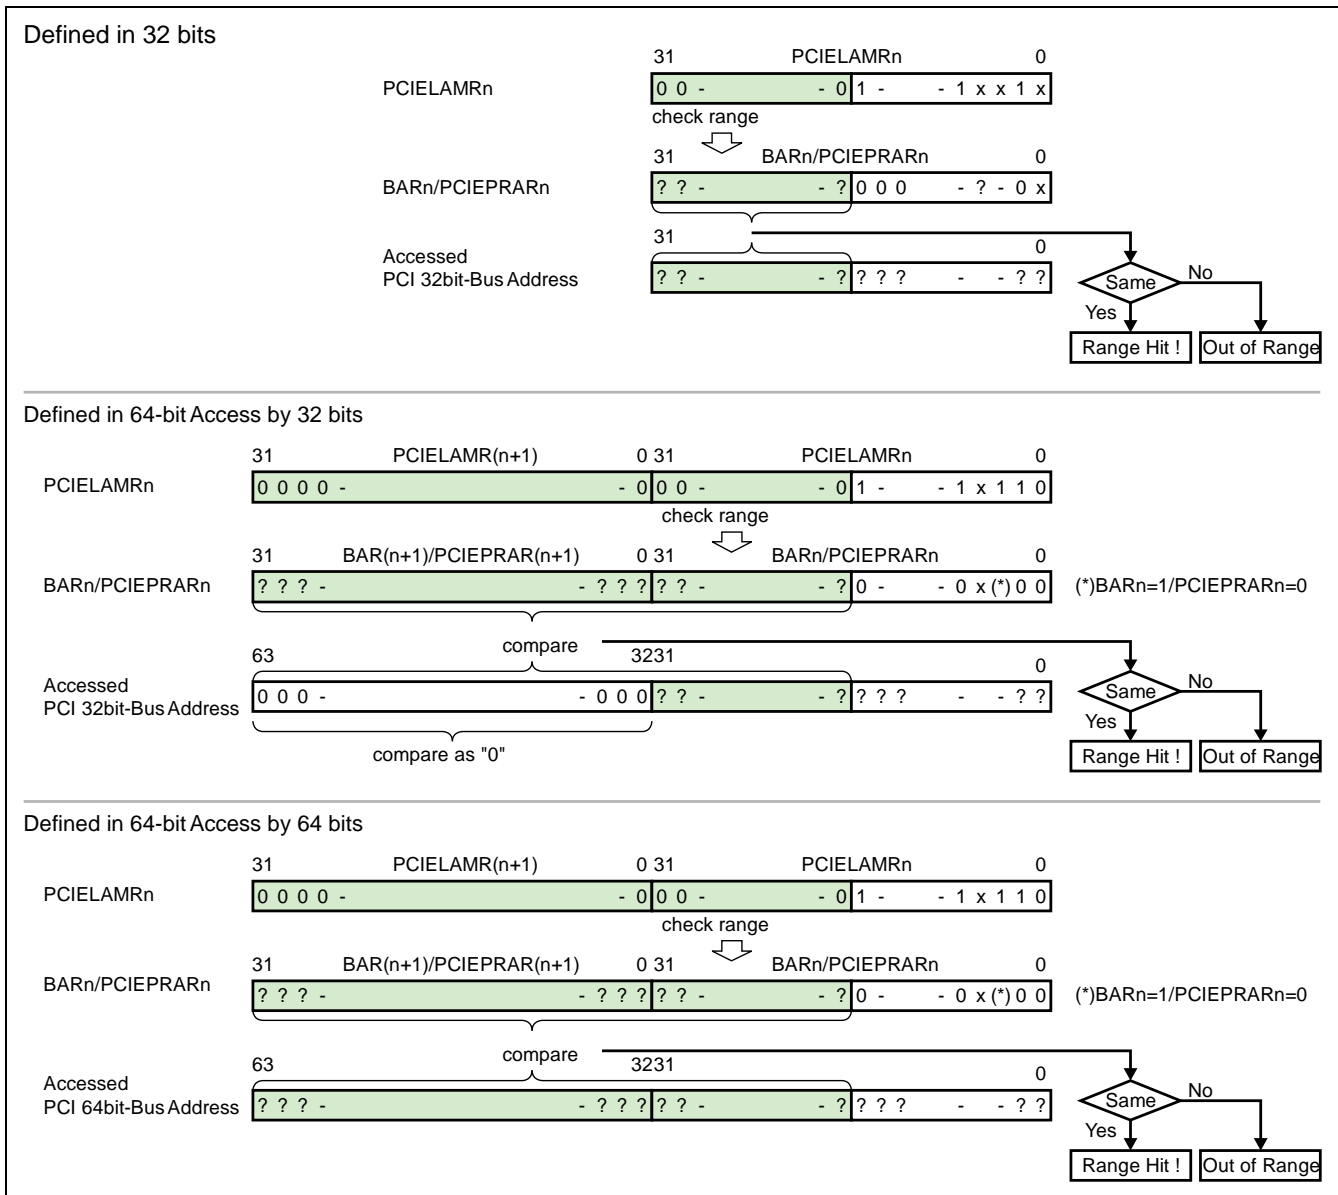 Defined in 32 bits
31 PCIELAMRn 0
PCIELAMRn 0 0 - - 0 1 - - 1 x x 1 x
check range
31 BARn/PCIEPRARn 0
BARn/PCIEPRARn ? ? - - ? 0 0 0 - ? - 0 x
31 0
Accessed
PCI 32bit-Bus Address ? ? - - ? ? ? ? - - ? ?
Same No
Yes
Range Hit ! Out of Range
Defined in 64-bit Access by 32 bits
31 PCIELAMR(n+1) 0 31 PCIELAMRn 0
PCIELAMRn 0 0 0 0 - - 0 0 0 - - 0 1 - - 1 x 1 1 0
check range
31 BAR(n+1)/PCIEPRAR(n+1) 0 31 BARn/PCIEPRARn 0
BARn/PCIEPRARn ? ? ? - - ? ? ? ? ? - - ? 0 - - 0 x (*) 0 0 (*)BARn=1/PCIEPRARn=0
compare
63 3231 0
Accessed
PCI 32bit-Bus Address 0 0 0 - - 0 0 0 ? ? - - ? ? ? ? - - ? ?
Same No
Yes
compare as "0"
Range Hit ! Out of Range
Defined in 64-bit Access by 64 bits
31 PCIELAMR(n+1) 0 31 PCIELAMRn 0
PCIELAMRn 0 0 0 0 - - 0 0 0 - - 0 1 - - 1 x 1 1 0
check range
31 BAR(n+1)/PCIEPRAR(n+1) 0 31 BARn/PCIEPRARn 0
BARn/PCIEPRARn ? ? ? - - ? ? ? ? ? - - ? 0 - - 0 x (*) 0 0 (*)BARn=1/PCIEPRARn=0
compare
63 3231 0
Accessed
PCI 64bit-Bus Address ? ? ? - - ? ? ? ? ? - - ? ? ? ? - - ? ?
Same No
Yes
Range Hit ! Out of Range